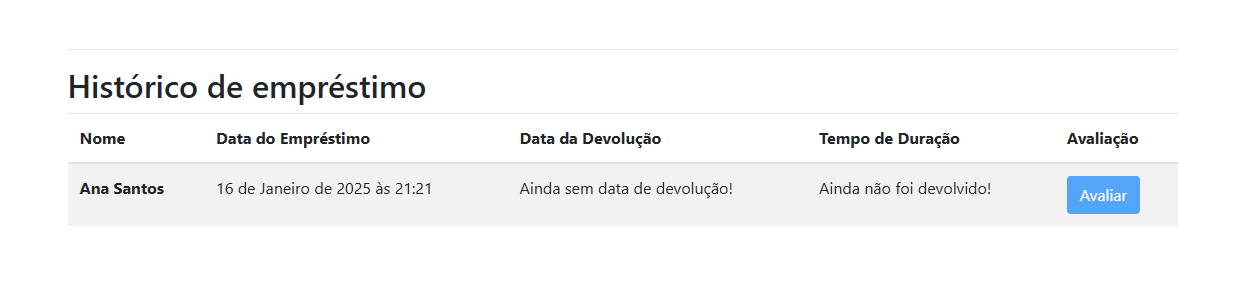 Histórico de empréstimo
Nome Data do Empréstimo Data da Devolução Tempo de Duração Avaliação
Ana Santos 16 de Janeiro de 2025 às 21:21 Ainda sem data de devolução! Ainda não foi devolvido! Avaliar